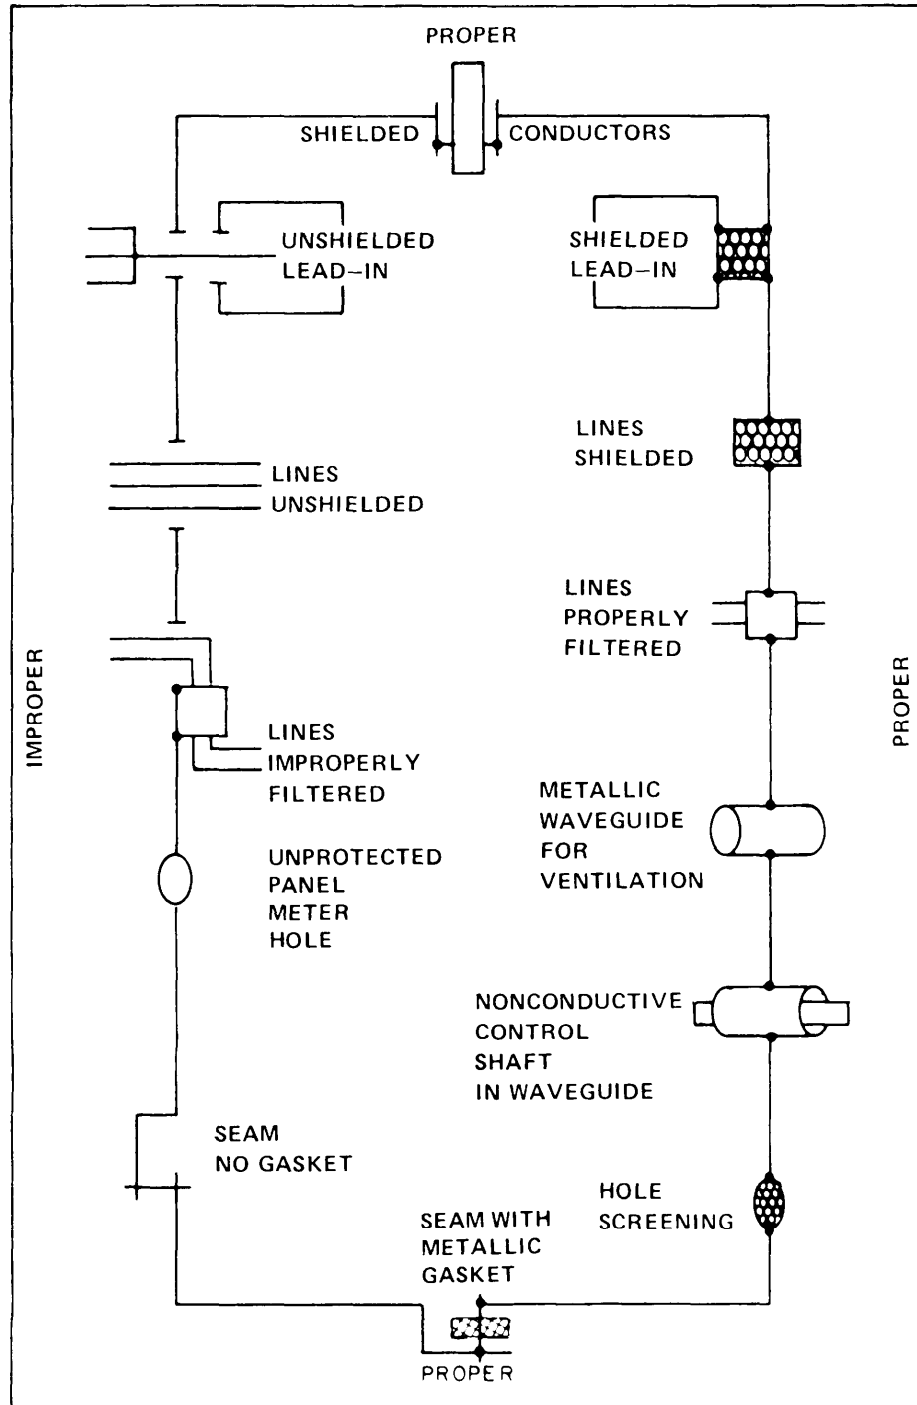 PROPER
SHIELDED CONDUCTORS
UNSHIELDED
LEAD-IN
SHIELDED
LEAD-IN
LINES
UNSHIELDED
LINES
SHIELDED
LINES
PROPERLY
FILTERED
IMPROPER
PROPER
LINES
IMPROPERLY
FILTERED
METALLIC
WAVEGUIDE
FOR
VENTILATION
UNPROTECTED
PANEL
METER
HOLE
NONCONDUCTIVE
CONTROL
SHAFT
IN WAVEGUIDE
SEAM
NO GASKET
HOLE
SCREENING
SEAM WITH
METALLIC
GASKET
PROPER